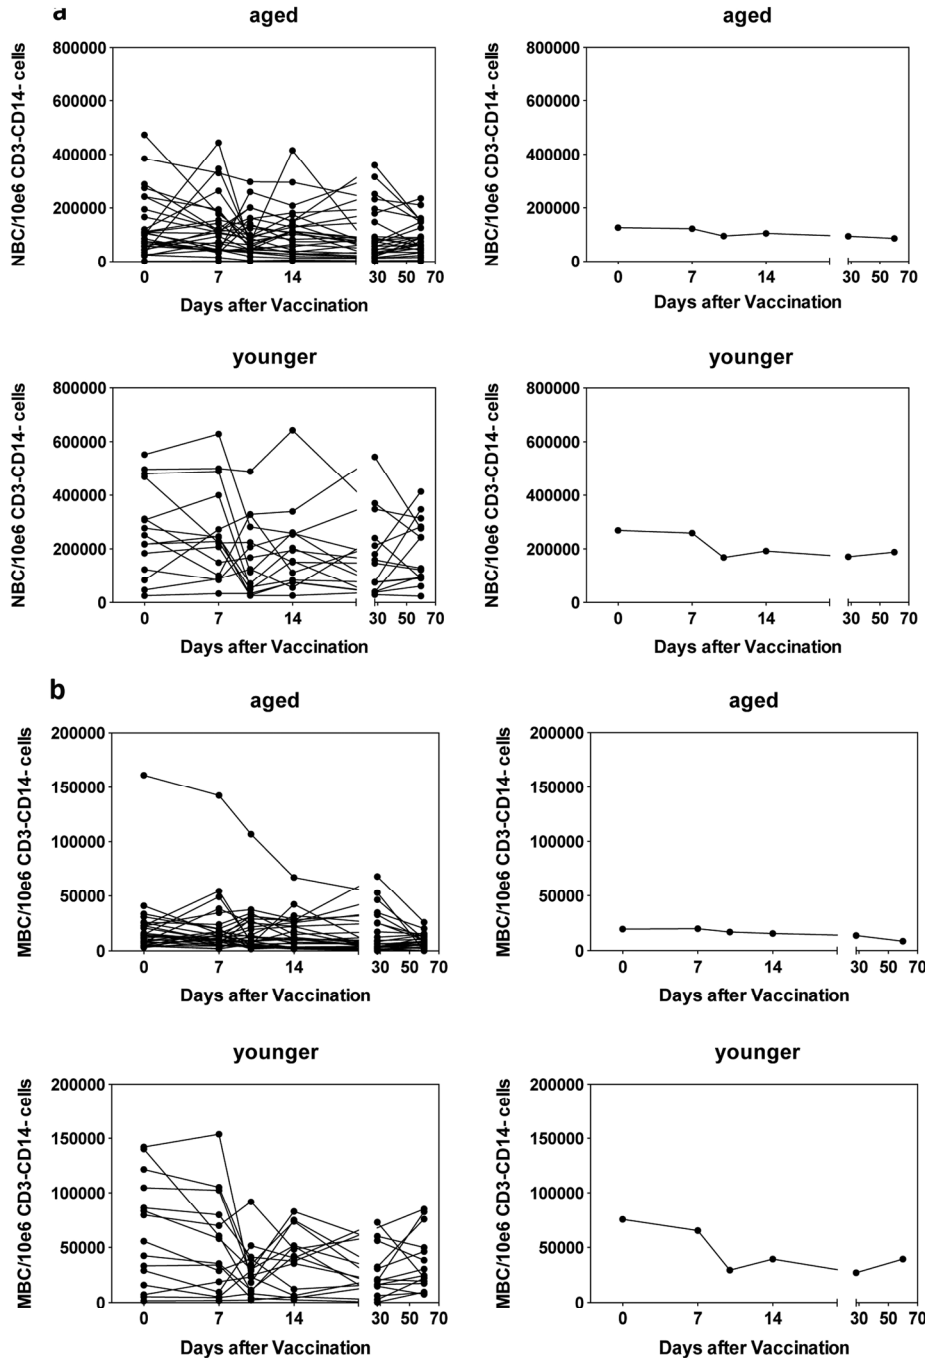 a
aged
NBC/10e6 CD3-CD14- cells
800000
600000
400000
200000
0
0 7 14 30 50 70
Days after Vaccination
NBC/10e6 CD3-CD14- cells
800000
600000
400000
200000
0
0 7 14 30 50 70
Days after Vaccination
younger
NBC/10e6 CD3-CD14- cells
800000
600000
400000
200000
0
0 7 14 30 50 70
Days after Vaccination
younger
NBC/10e6 CD3-CD14- cells
800000
600000
400000
200000
0
0 7 14 30 50 70
Days after Vaccination
b
aged
MBC/10e6 CD3-CD14- cells
200000
150000
100000
50000
0
0 7 14 30 50 70
Days after Vaccination
aged
MBC/10e6 CD3-CD14- cells
200000
150000
100000
50000
0
0 7 14 30 50 70
Days after Vaccination
younger
MBC/10e6 CD3-CD14- cells
200000
150000
100000
50000
0
0 7 14 30 50 70
Days after Vaccination
younger
MBC/10e6 CD3-CD14- cells
200000
150000
100000
50000
0
0 7 14 30 50 70
Days after Vaccination